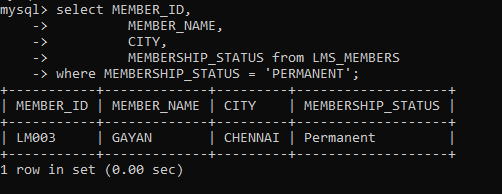 mysql> select MEMBER_ID,
    ->          MEMBER_NAME,
    ->          CITY,
    ->          MEMBERSHIP_STATUS from LMS_MEMBERS
    -> where MEMBERSHIP_STATUS = 'PERMANENT';
+-----------+-------------+---------+-------------------+
| MEMBER_ID | MEMBER_NAME | CITY    | MEMBERSHIP_STATUS |
+-----------+-------------+---------+-------------------+
| LM003     | GAYAN       | CHENNAI | Permanent         |
+-----------+-------------+---------+-------------------+
1 row in set (0.00 sec)